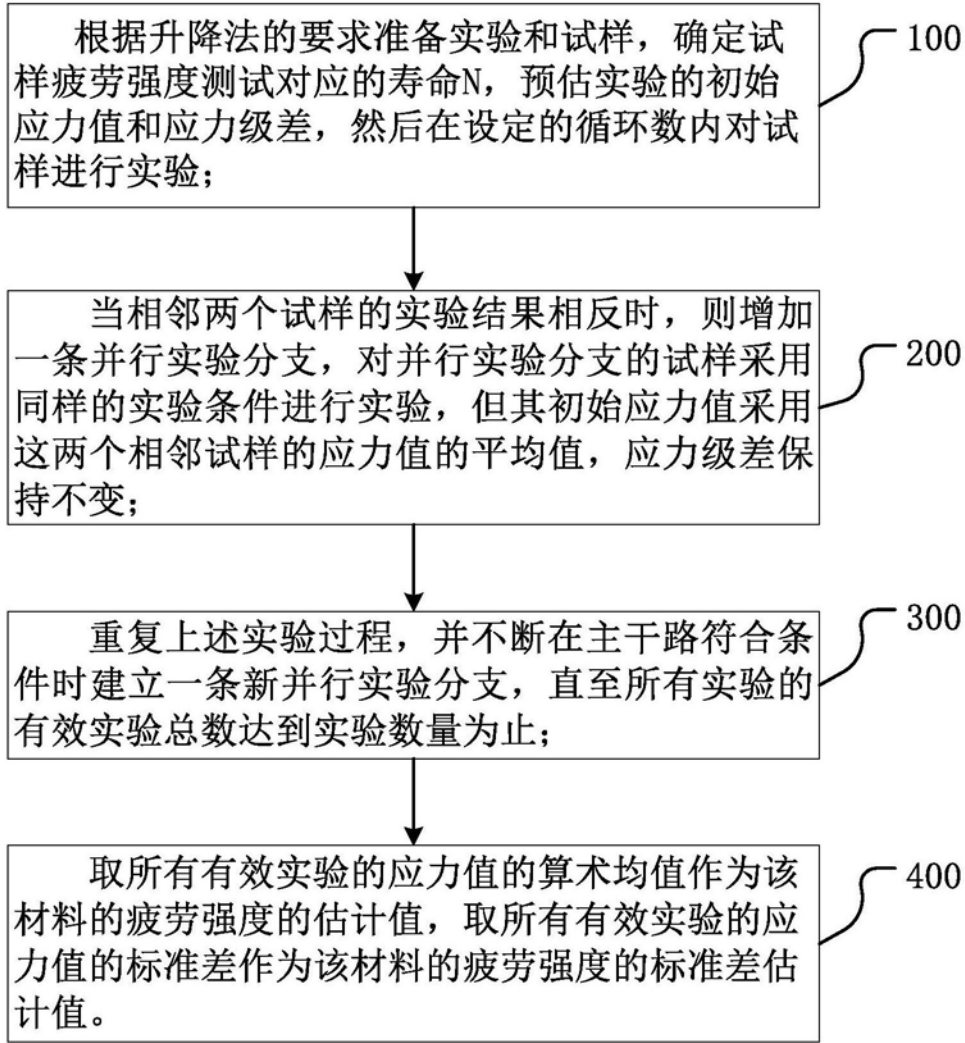 根据升降法的要求准备实验和试样，确定试
样疲劳强度测试对应的寿命N，预估实验的初始
应力值和应力级差，然后在设定的循环数内对试
样进行实验；
100
当相邻两个试样的实验结果相反时，则增加
一条并行实验分支，对并行实验分支的试样采用
同样的实验条件进行实验，但其初始应力值采用
这两个相邻试样的应力值的平均值，应力级差保
持不变；
200
重复上述实验过程，并不断在主干路符合条
件时建立一条新并行实验分支，直至所有实验的
有效实验总数达到实验数量为止；
300
取所有有效实验的应力值的算术均值作为该
材料的疲劳强度的估计值，取所有有效实验的应
力值的标准差作为该材料的疲劳强度的标准差估
计值。
400